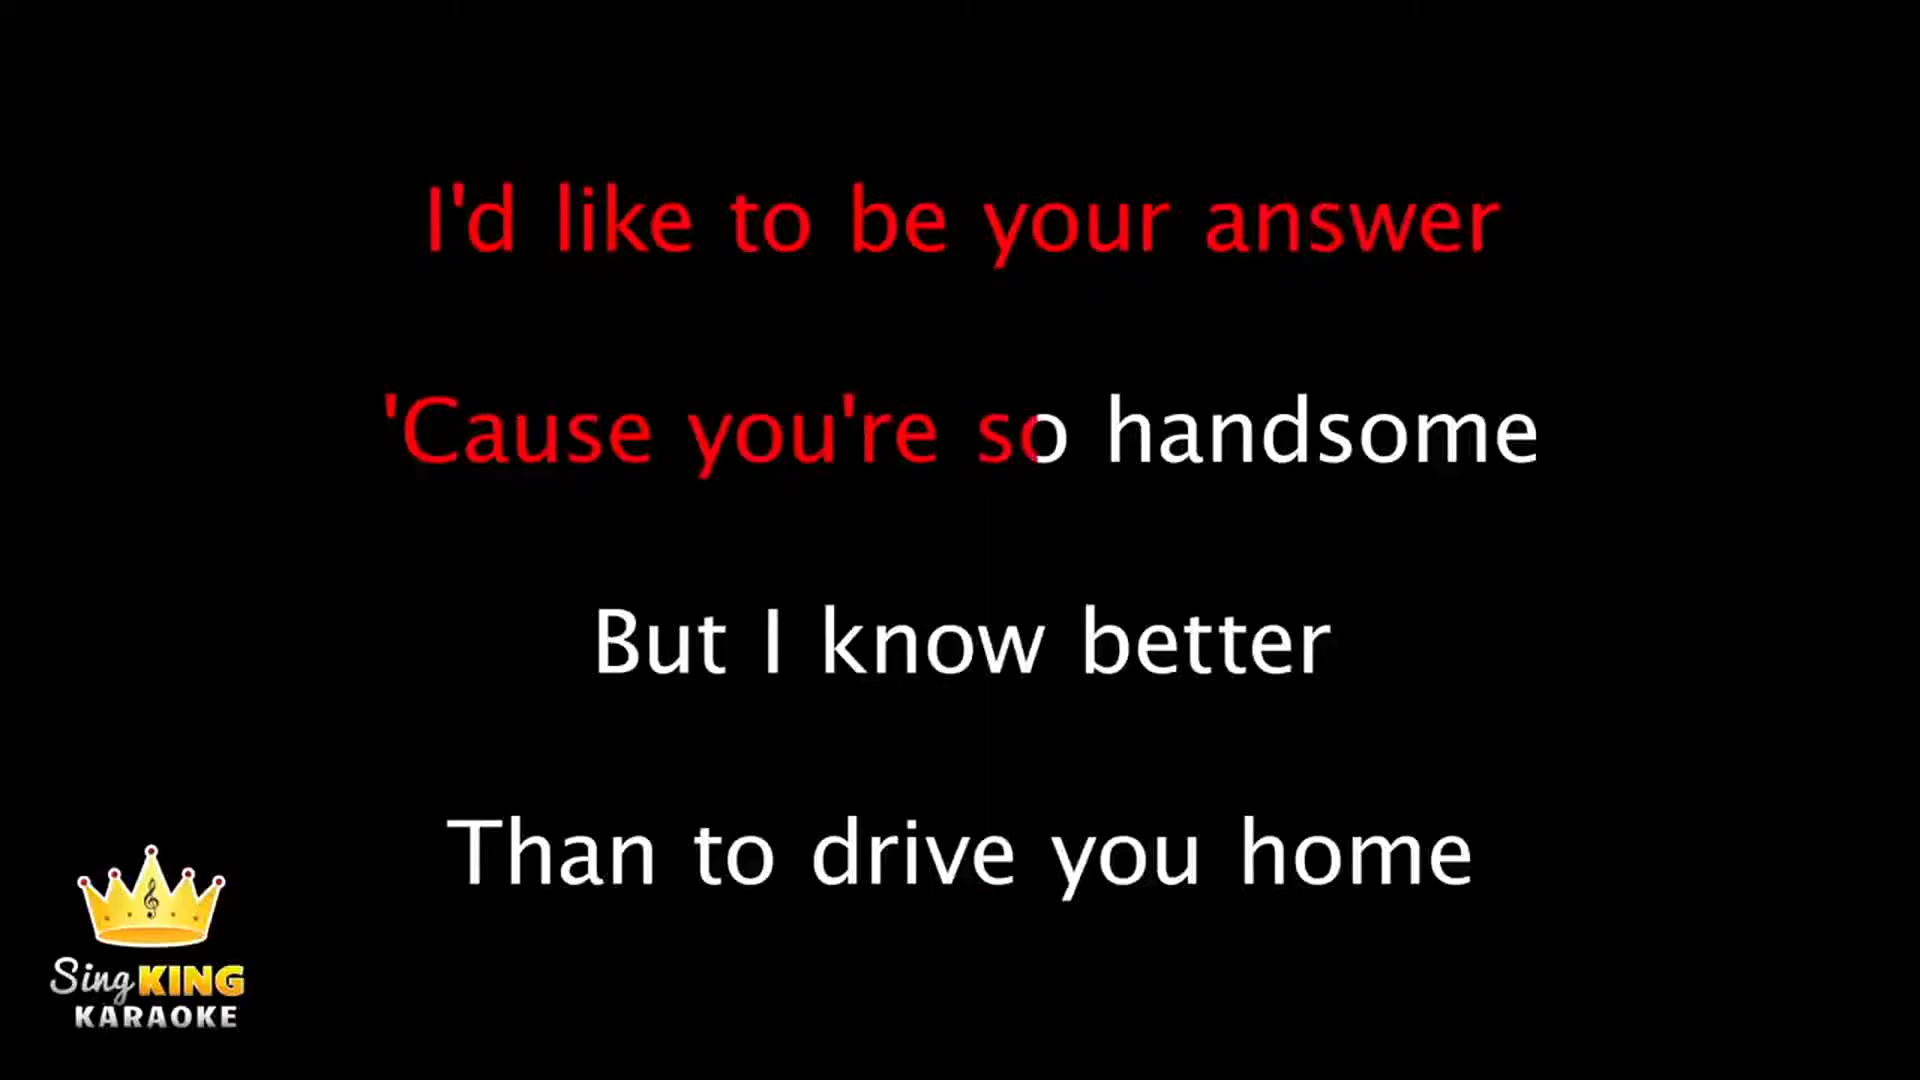 I'd like to be your answer
'Cause you're so handsome
But I know better
Than to drive you home
Sing KING
KARAOKE